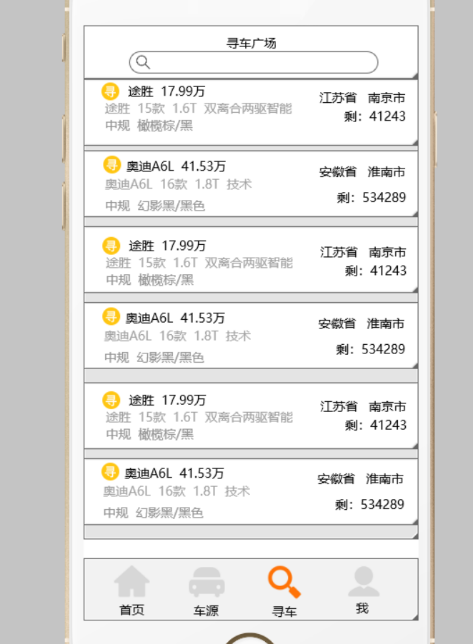 寻车广场
寻 途胜 17.99万 江苏省 南京市
途胜 15款 1.6T 双离合两驱智能 剩：41243
中规 橄榄棕/黑
寻 奥迪A6L 41.53万 安徽省 淮南市
奥迪A6L 16款 1.8T 技术 剩：534289
中规 幻影黑/黑色
寻 途胜 17.99万 江苏省 南京市
途胜 15款 1.6T 双离合两驱智能 剩：41243
中规 橄榄棕/黑
寻 奥迪A6L 41.53万 安徽省 淮南市
奥迪A6L 16款 1.8T 技术 剩：534289
中规 幻影黑/黑色
寻 途胜 17.99万 江苏省 南京市
途胜 15款 1.6T 双离合两驱智能 剩：41243
中规 橄榄棕/黑
寻 奥迪A6L 41.53万 安徽省 淮南市
奥迪A6L 16款 1.8T 技术 剩：534289
中规 幻影黑/黑色
首页 车源 寻车 我